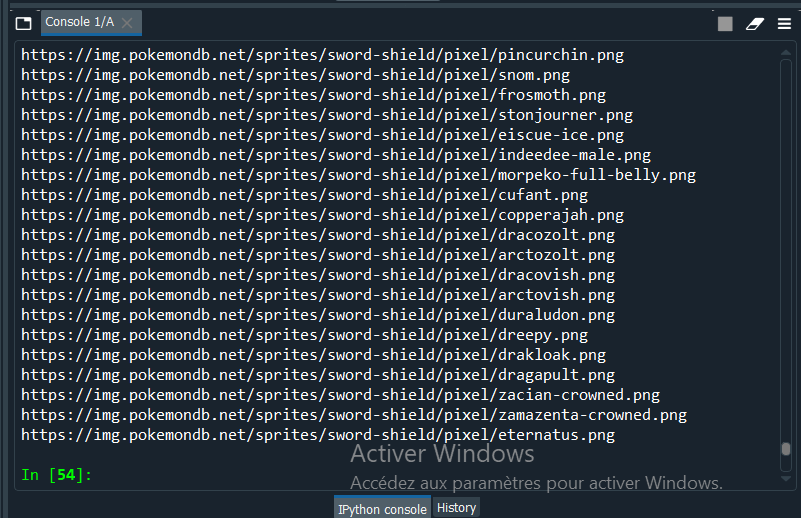 Console 1/A
https://img.pokemondb.net/sprites/sword-shield/pixel/pincurchin.png
https://img.pokemondb.net/sprites/sword-shield/pixel/snom.png
https://img.pokemondb.net/sprites/sword-shield/pixel/frosmoth.png
https://img.pokemondb.net/sprites/sword-shield/pixel/stonjourner.png
https://img.pokemondb.net/sprites/sword-shield/pixel/eiscue-ice.png
https://img.pokemondb.net/sprites/sword-shield/pixel/indeedee-male.png
https://img.pokemondb.net/sprites/sword-shield/pixel/morpeko-full-belly.png
https://img.pokemondb.net/sprites/sword-shield/pixel/cufant.png
https://img.pokemondb.net/sprites/sword-shield/pixel/copperajah.png
https://img.pokemondb.net/sprites/sword-shield/pixel/dracozolt.png
https://img.pokemondb.net/sprites/sword-shield/pixel/arctozolt.png
https://img.pokemondb.net/sprites/sword-shield/pixel/dracovish.png
https://img.pokemondb.net/sprites/sword-shield/pixel/arctovish.png
https://img.pokemondb.net/sprites/sword-shield/pixel/duraludon.png
https://img.pokemondb.net/sprites/sword-shield/pixel/dreepy.png
https://img.pokemondb.net/sprites/sword-shield/pixel/drakloak.png
https://img.pokemondb.net/sprites/sword-shield/pixel/dragapult.png
https://img.pokemondb.net/sprites/sword-shield/pixel/zacian-crowned.png
https://img.pokemondb.net/sprites/sword-shield/pixel/zamazenta-crowned.png
https://img.pokemondb.net/sprites/sword-shield/pixel/eternatus.png
Activer Windows
In [54]:
Accédez aux paramètres pour activer Windows.
IPython console History